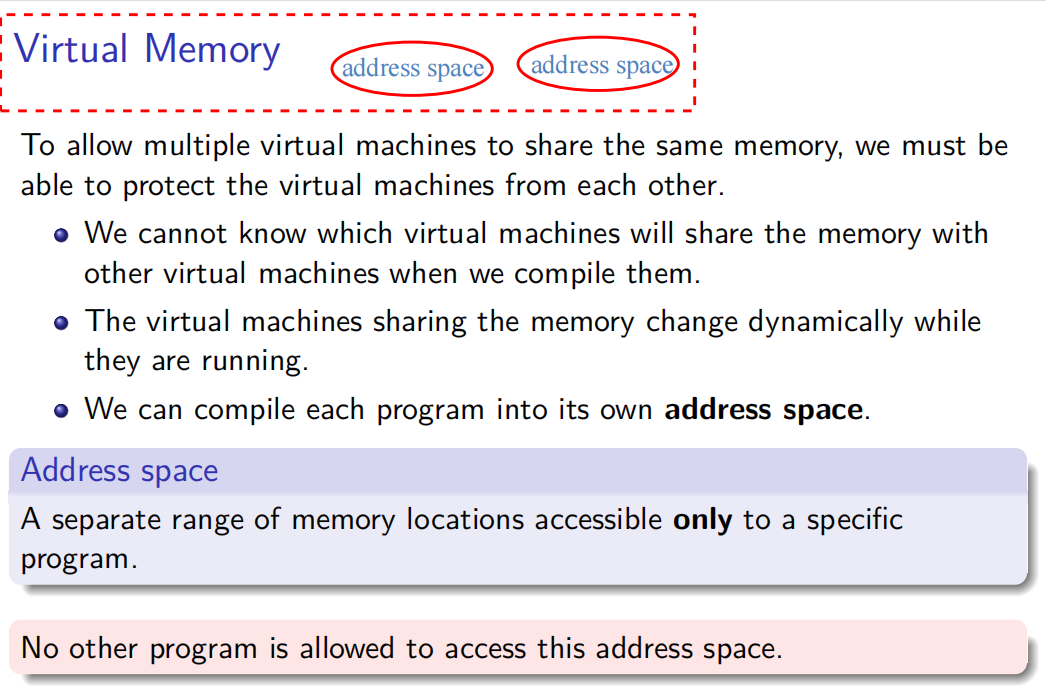 Virtual Memory address space address space
To allow multiple virtual machines to share the same memory, we must be
able to protect the virtual machines from each other.
We cannot know which virtual machines will share the memory with
other virtual machines when we compile them.
The virtual machines sharing the memory change dynamically while
they are running.
We can compile each program into its own address space.
Address space
A separate range of memory locations accessible only to a specific
program.
No other program is allowed to access this address space.